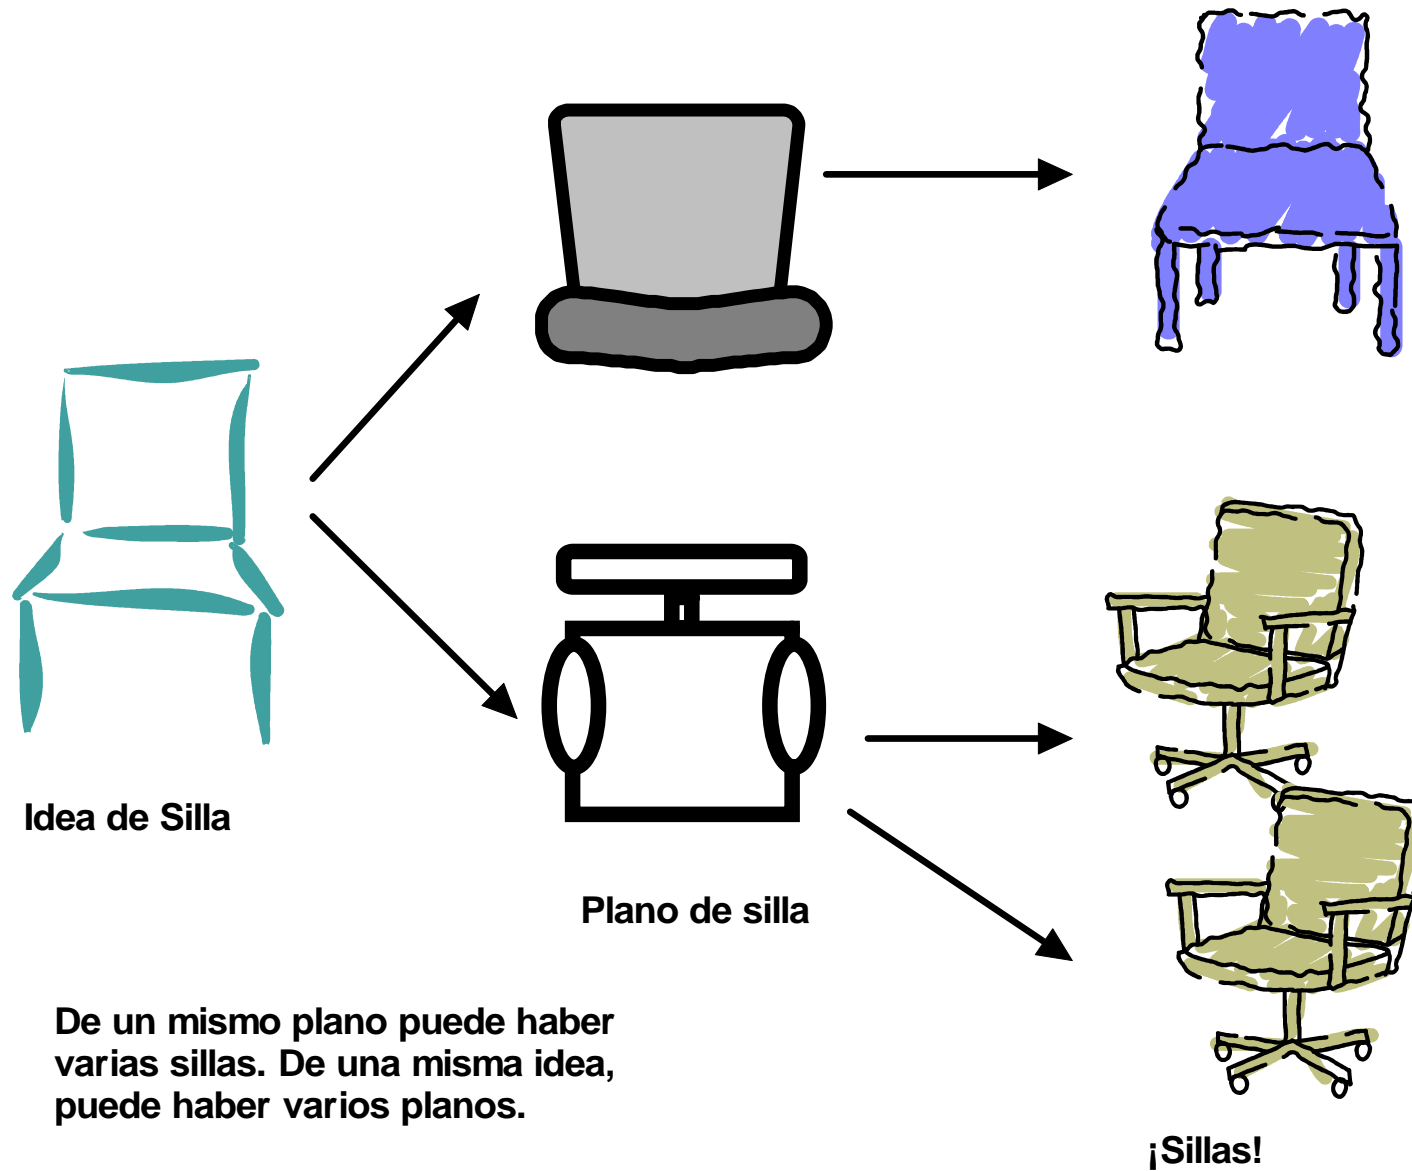 Idea de Silla
Plano de silla
De un mismo plano puede haber
varias sillas. De una misma idea,
puede haber varios planos.
¡Sillas!